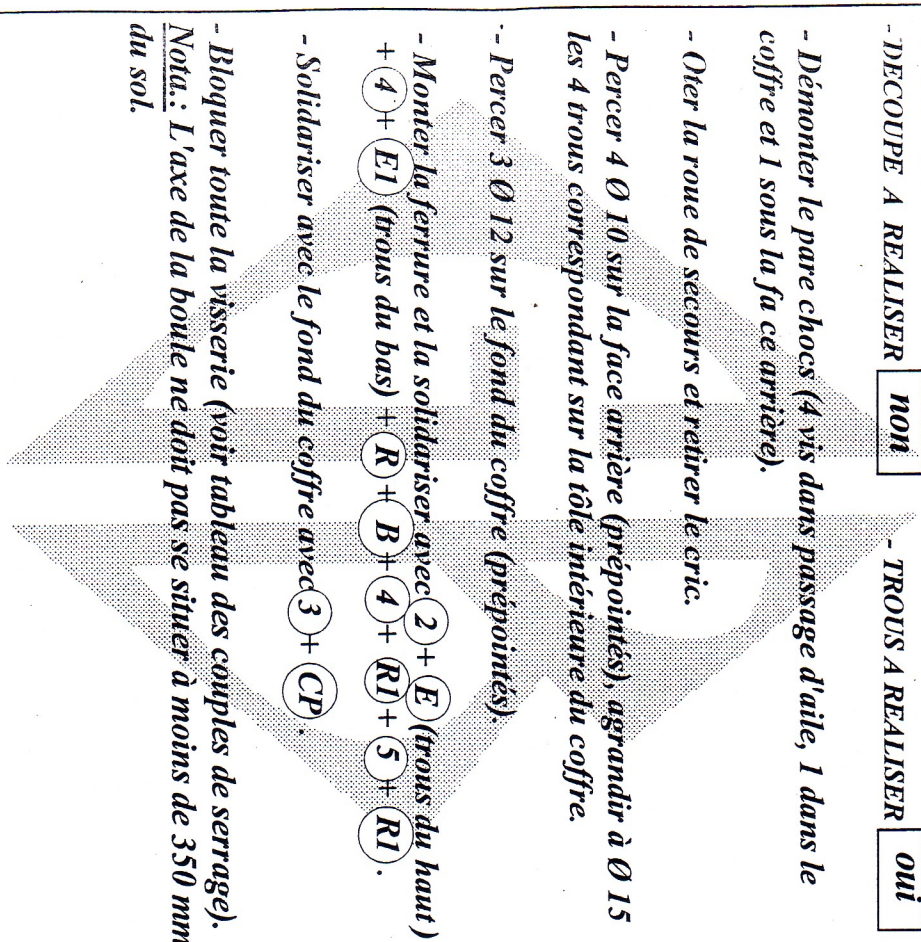 - DECOUPE A REALISER non - TROUS A REALISER oui
- Démonter le pare chocs (4 vis dans passage d'aile, 1 dans le
coffre et 1 sous la fa ce arrière).
- Oter la roue de secours et retirer le cric.
- Percer 4 Ø 10 sur la face arrière (prépointés), agrandir à Ø 15
les 4 trous correspondant sur la tôle intérieure du coffre.
- Percer 3 Ø 12 sur le fond du coffre (prépointés).
- Monter la ferrure et la solidariser avec 2 + E (trous du haut )
+ 4 + E1 (trous du bas) + R + B + 4 + R1 + 5 + R1 .
- Solidariser avec le fond du coffre avec 3 + CP .
- Bloquer toute la visserie (voir tableau des couples de serrage).
Nota.: L'axe de la boule ne doit pas se situer à moins de 350 mm
du sol.